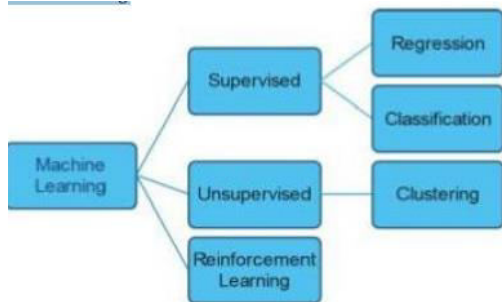 Regression
Supervised
Classification
Machine
Learning
Unsupervised
Clustering
Reinforcement
Learning